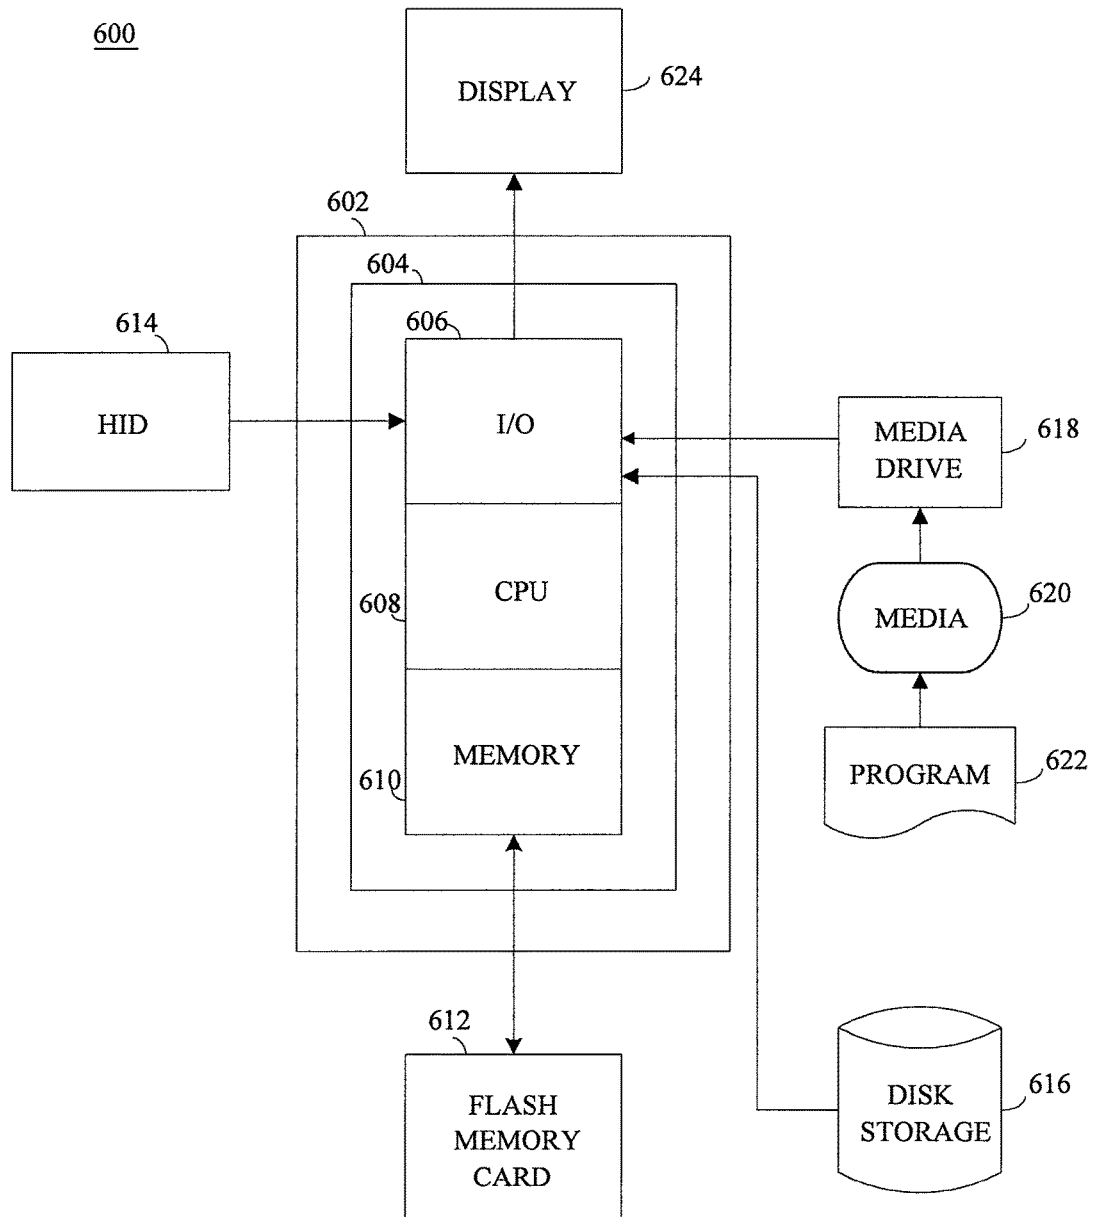 600
DISPLAY
624
602
604
606
614
HID
I/O
MEDIA
DRIVE
618
CPU
608
MEDIA
620
MEMORY
610
PROGRAM
622
612
FLASH
MEMORY
CARD
DISK
STORAGE
616